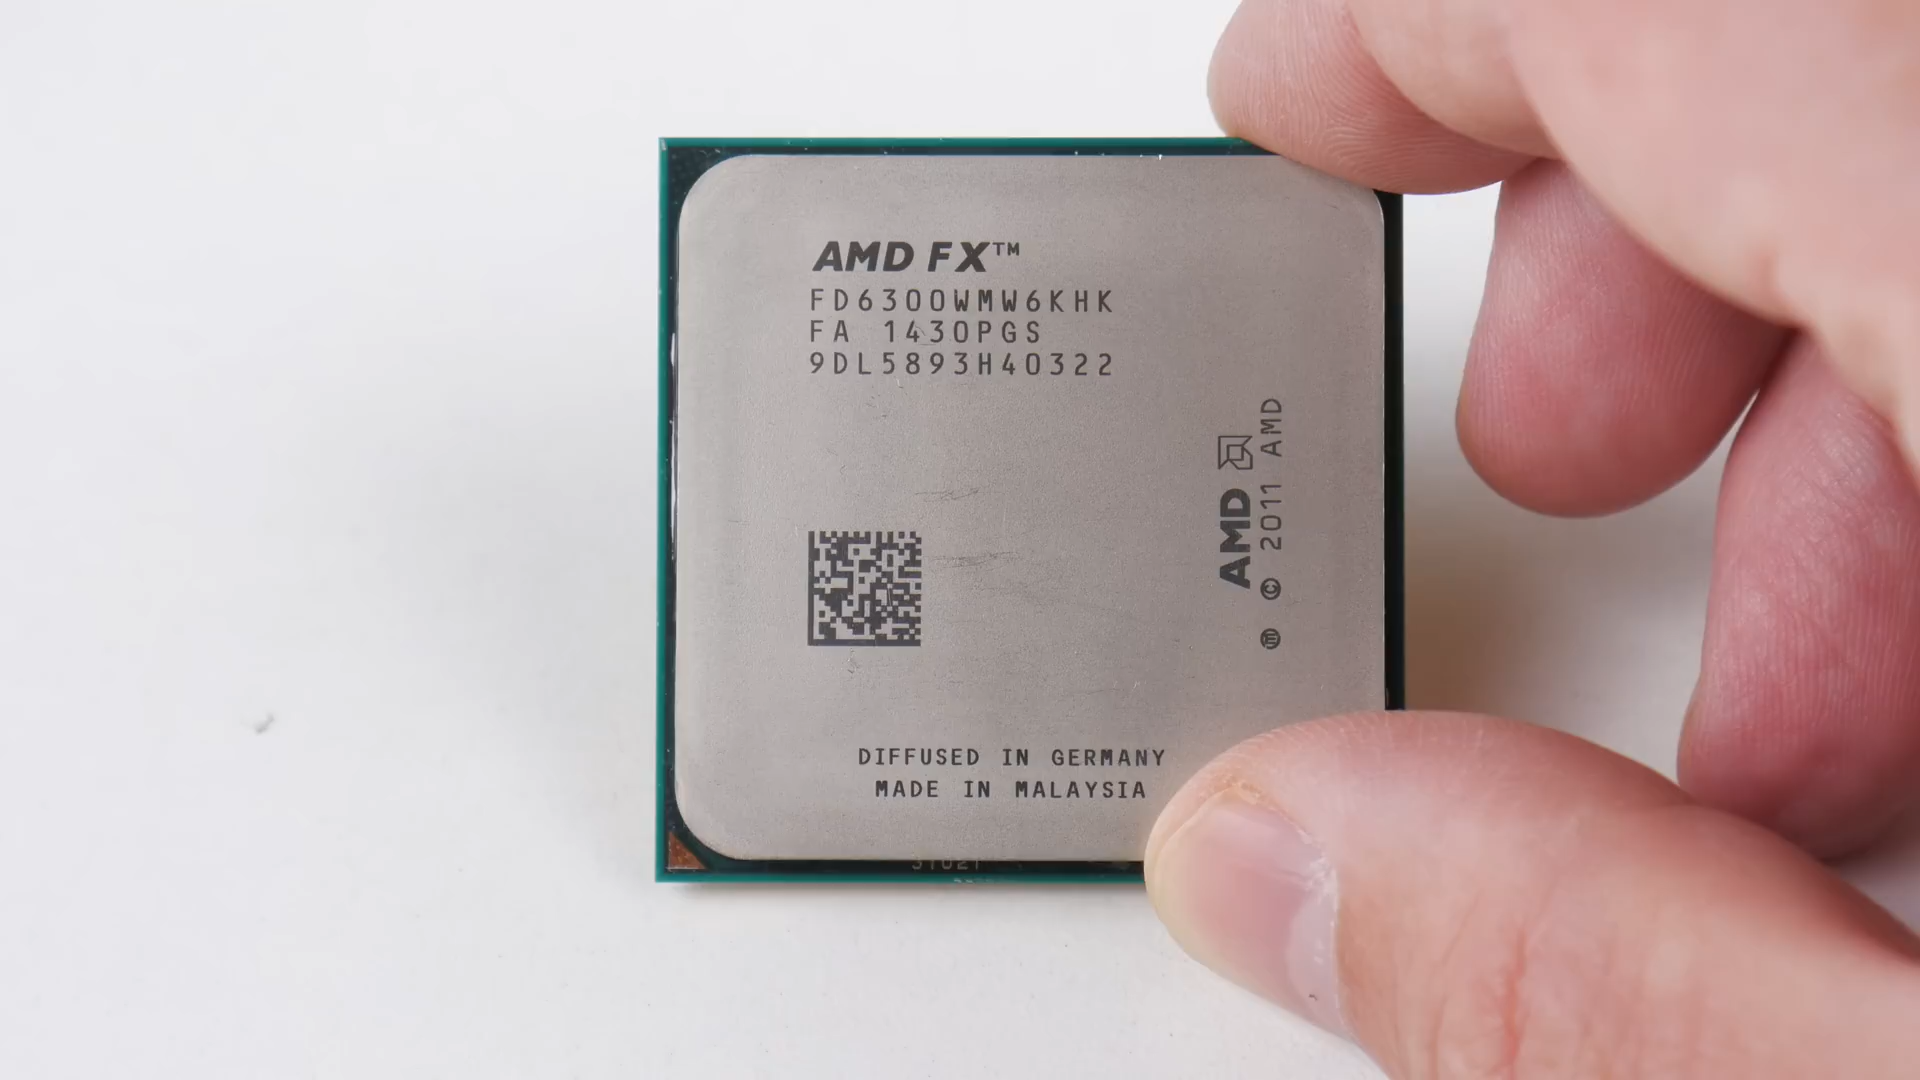 AMD FX™
FD6300WMW6KHK
FA 1430PGS
9DL5893H40322
AMD
© 2011 AMD
DIFFUSED IN GERMANY
MADE IN MALAYSIA